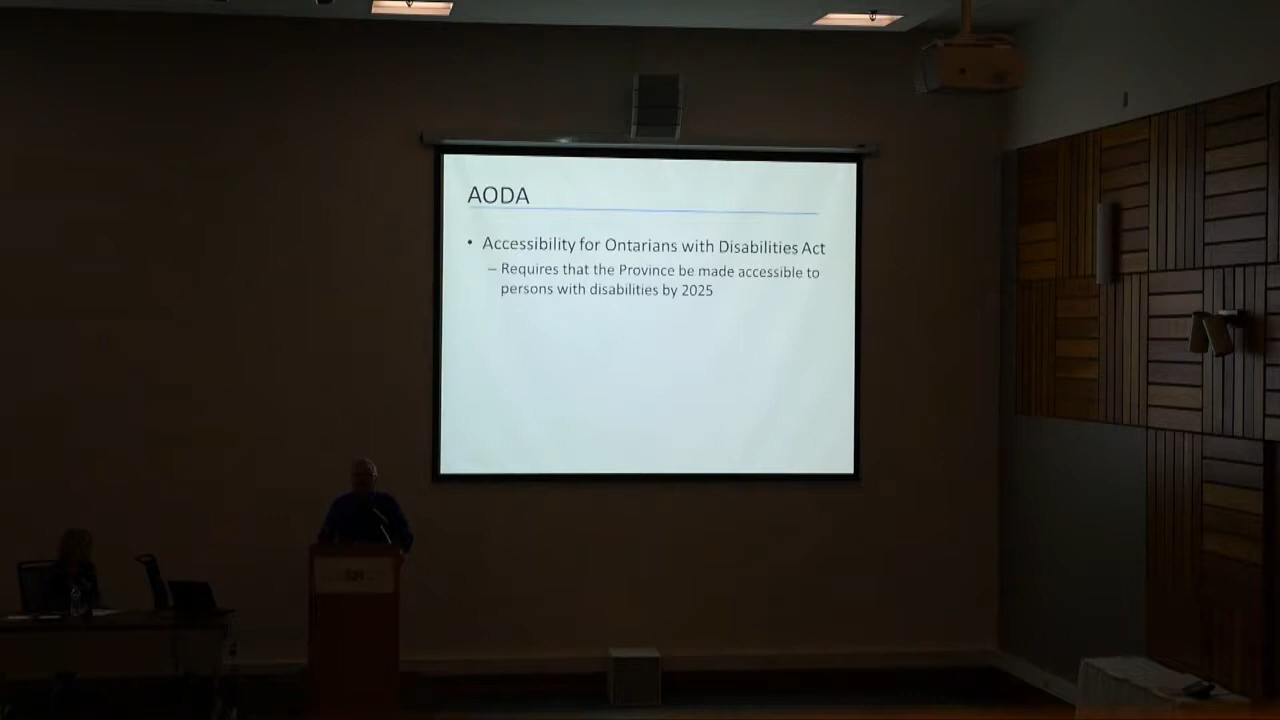 AODA
• Accessibility for Ontarians with Disabilities Act
– Requires that the Province be made accessible to
persons with disabilities by 2025